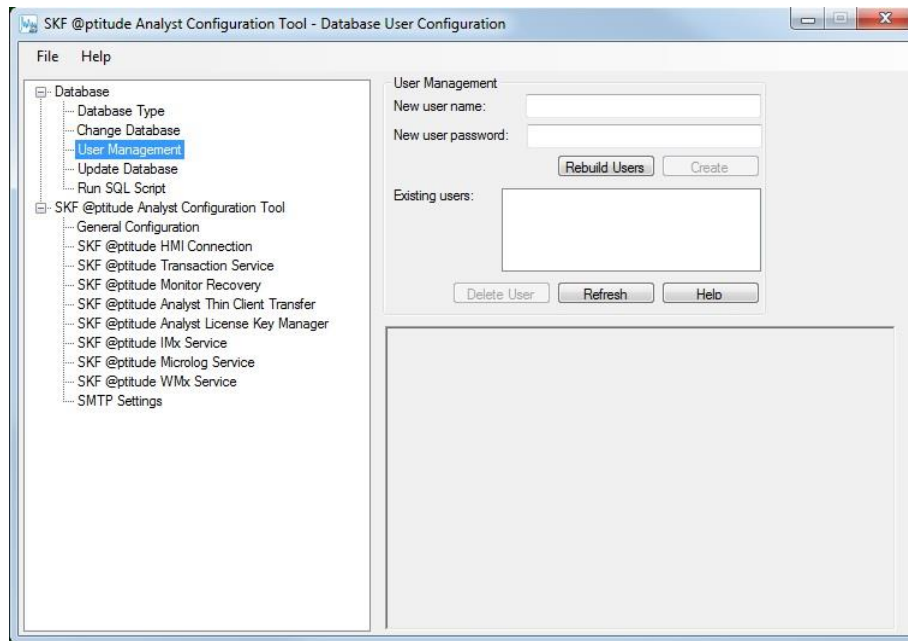 SKF @ptitude Analyst Configuration Tool - Database User Configuration
File Help
Database
Database Type
Change Database
User Management
Update Database
Run SQL Script
SKF @ptitude Analyst Configuration Tool
General Configuration
SKF @ptitude HMI Connection
SKF @ptitude Transaction Service
SKF @ptitude Monitor Recovery
SKF @ptitude Analyst Thin Client Transfer
SKF @ptitude Analyst License Key Manager
SKF @ptitude IMx Service
SKF @ptitude Microlog Service
SKF @ptitude WMx Service
SMTP Settings
User Management
New user name:
New user password:
Rebuild Users Create
Existing users:
Delete User Refresh Help